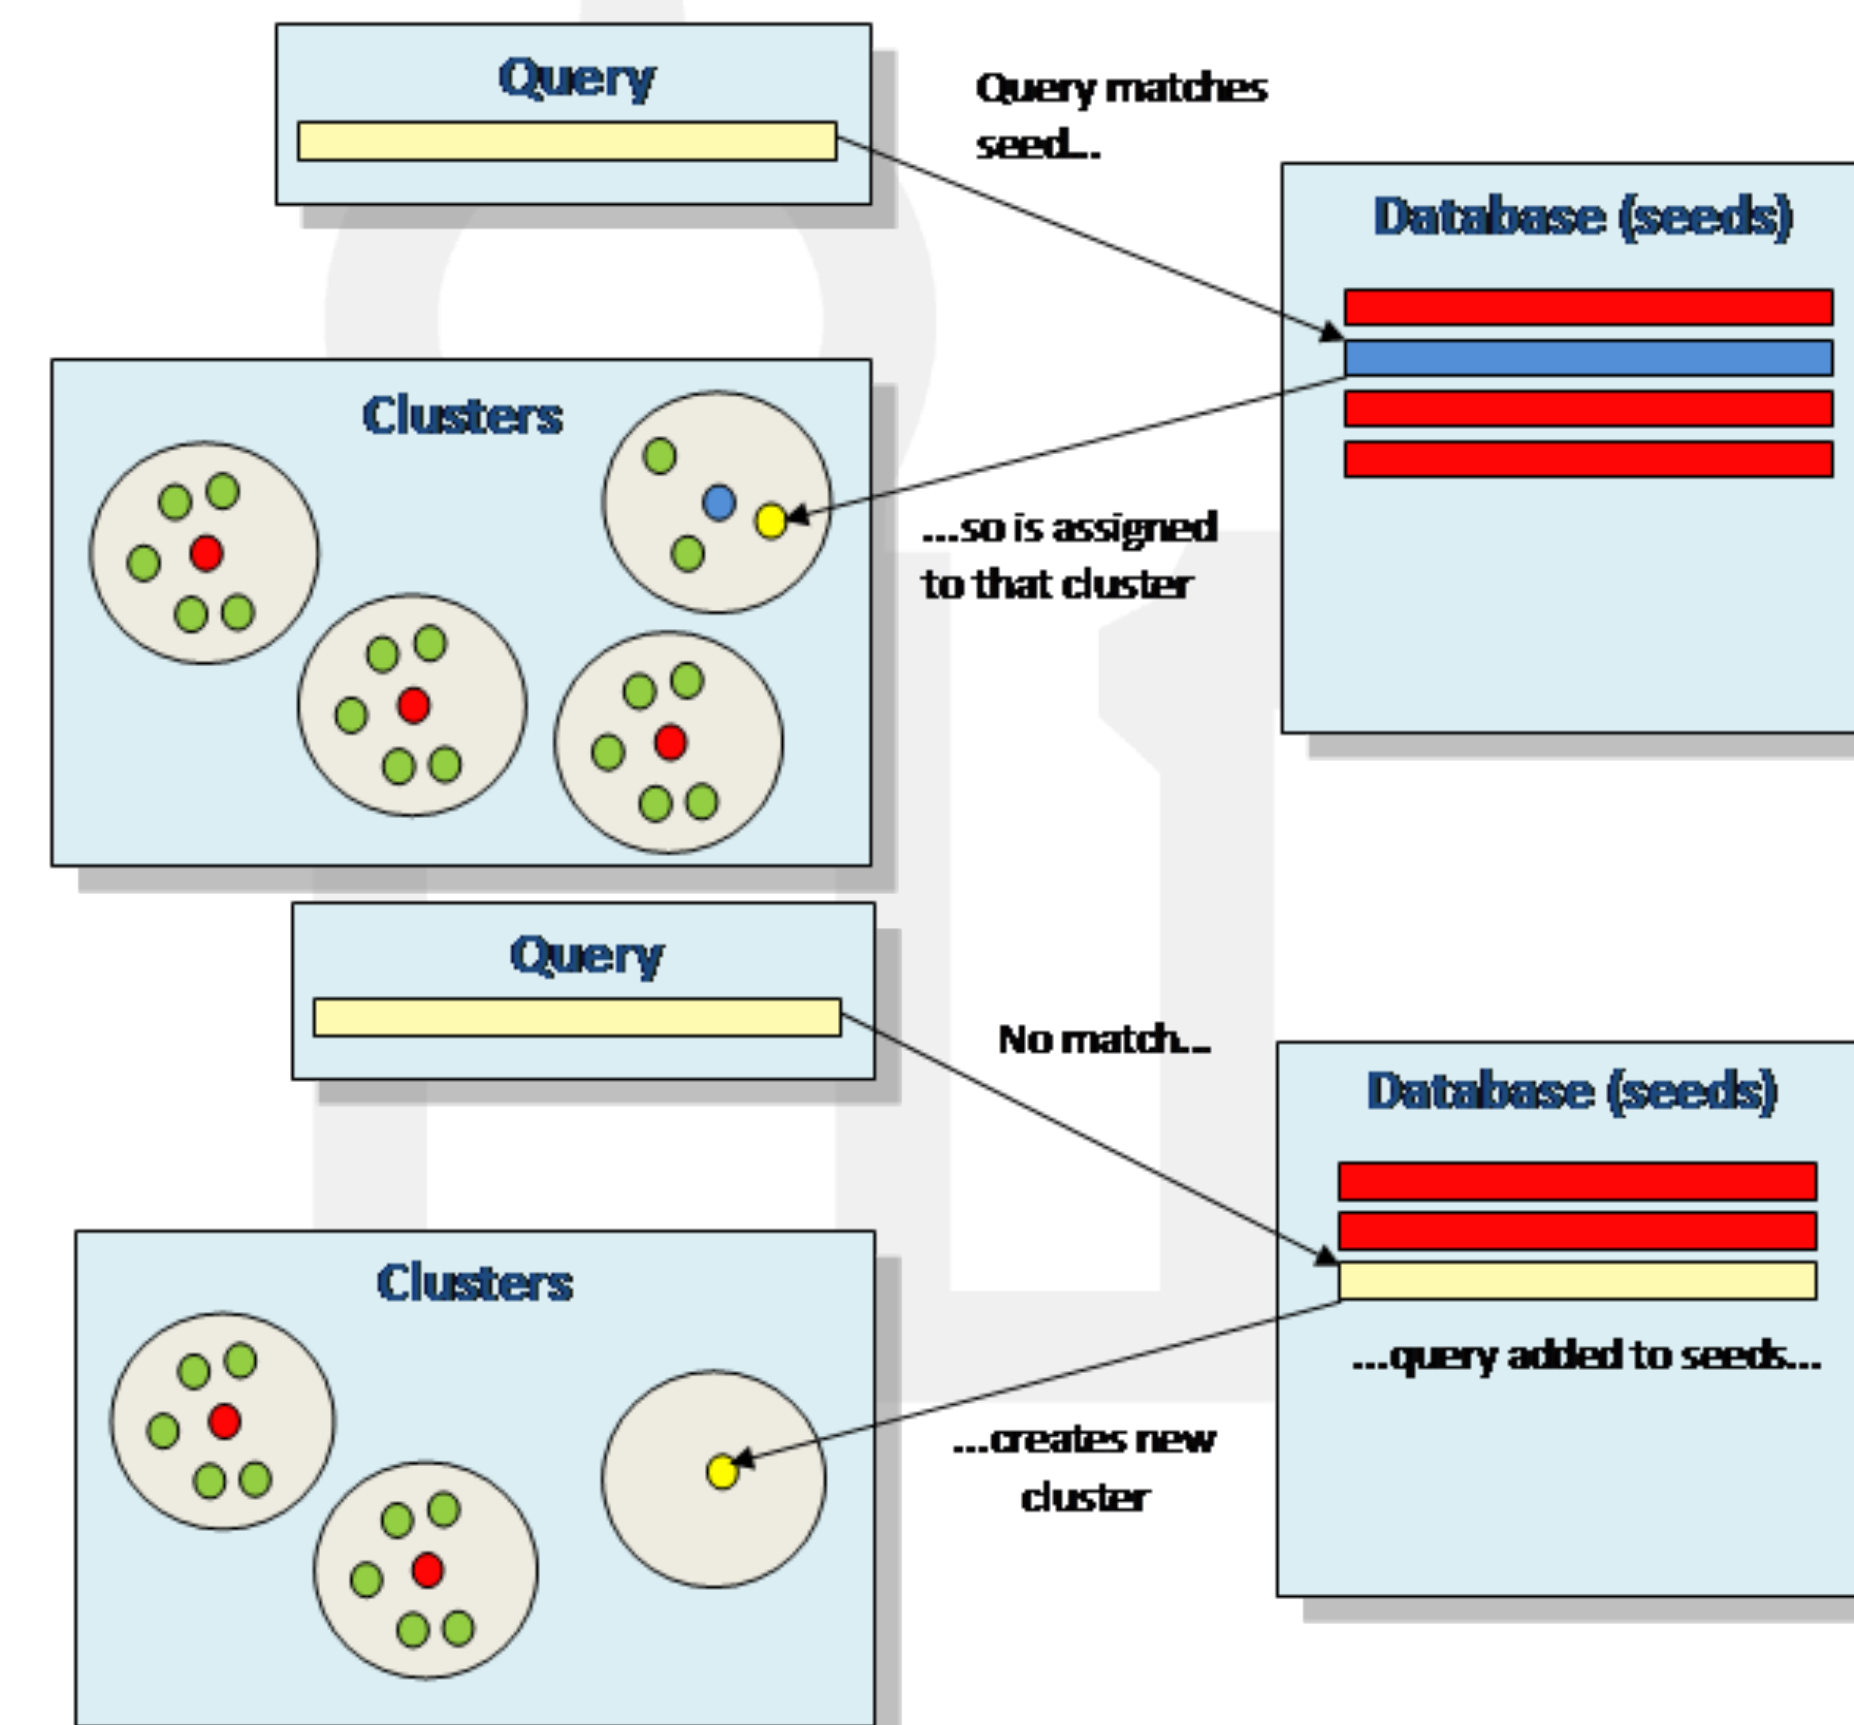 Query
Query matches
seed...
Database (seeds)
Clusters
...so is assigned
to that cluster
Query
No match...
Database (seeds)
Clusters
...query added to seeds...
...creates new
cluster